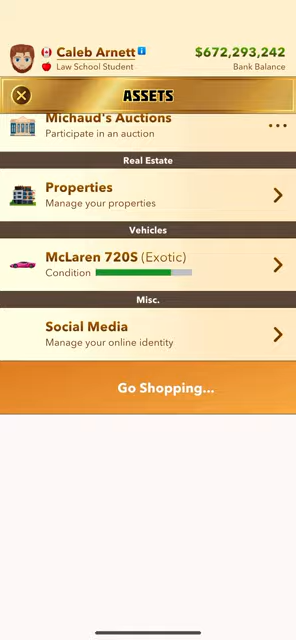 Caleb Arnett
$672,293,242
Law School Student
Bank Balance
ASSETS
Michaud's Auctions
Participate in an auction
Real Estate
Properties
Manage your properties
Vehicles
McLaren 720S (Exotic)
Condition
Misc.
Social Media
Manage your online identity
Go Shopping...